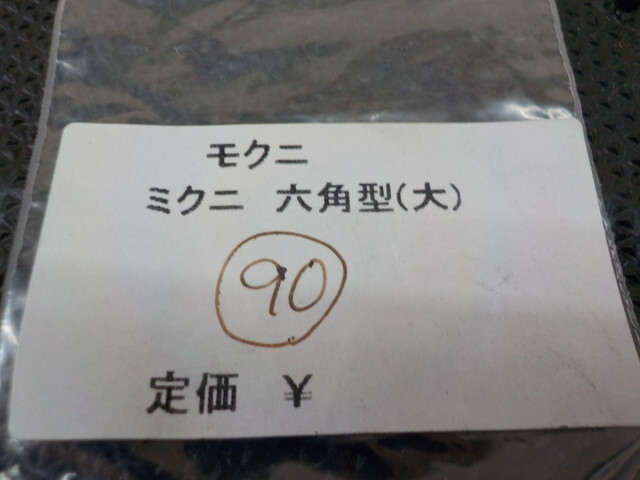 モクニ
ミクニ 六角型(大)
90
定価 ¥